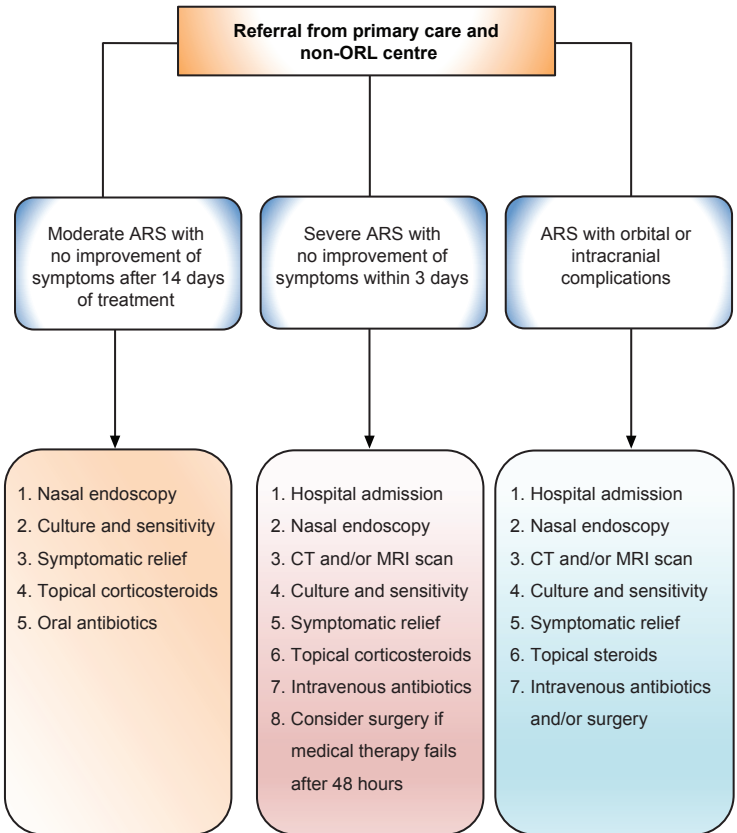 Referral from primary care and
non-ORL centre
Moderate ARS with
no improvement of
symptoms after 14 days
of treatment
Severe ARS with
no improvement of
symptoms within 3 days
ARS with orbital or
intracranial
complications
1. Nasal endoscopy
2. Culture and sensitivity
3. Symptomatic relief
4. Topical corticosteroids
5. Oral antibiotics
1. Hospital admission
2. Nasal endoscopy
3. CT and/or MRI scan
4. Culture and sensitivity
5. Symptomatic relief
6. Topical corticosteroids
7. Intravenous antibiotics
8. Consider surgery if
medical therapy fails
after 48 hours
1. Hospital admission
2. Nasal endoscopy
3. CT and/or MRI scan
4. Culture and sensitivity
5. Symptomatic relief
6. Topical steroids
7. Intravenous antibiotics
and/or surgery